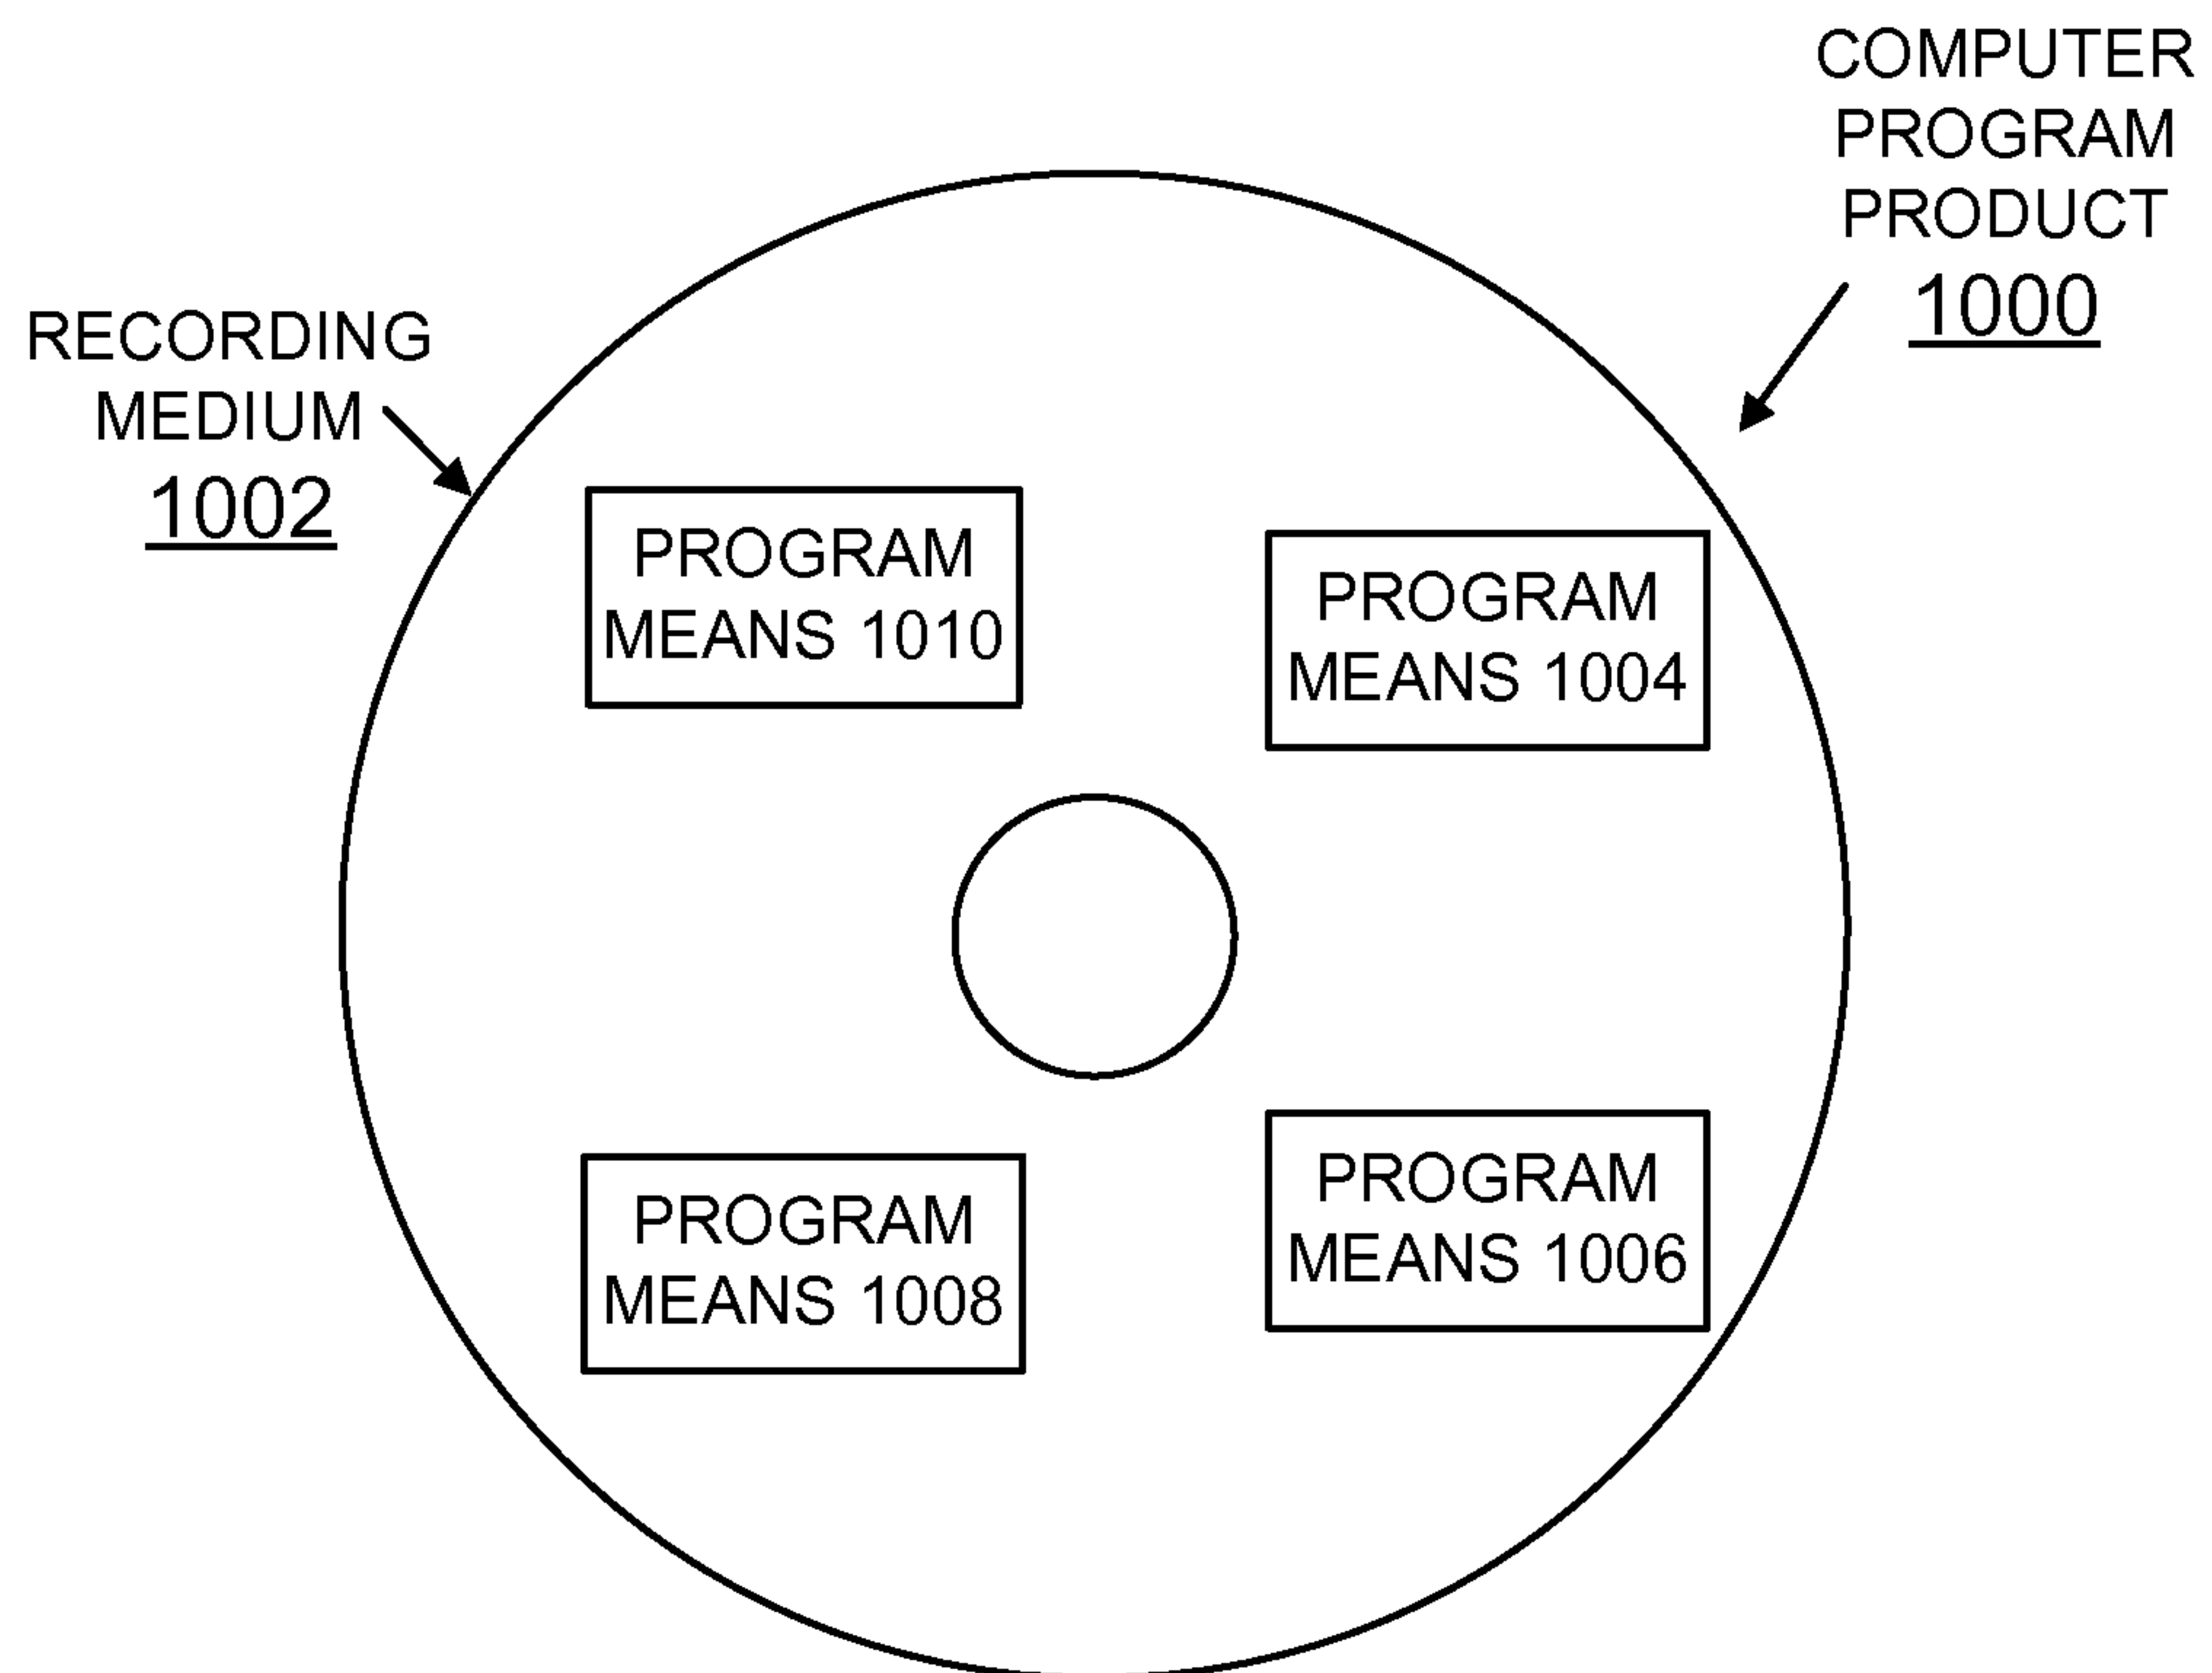 COMPUTER
PROGRAM
PRODUCT
1000
RECORDING
MEDIUM
1002
PROGRAM
MEANS 1010
PROGRAM
MEANS 1004
PROGRAM
MEANS 1008
PROGRAM
MEANS 1006